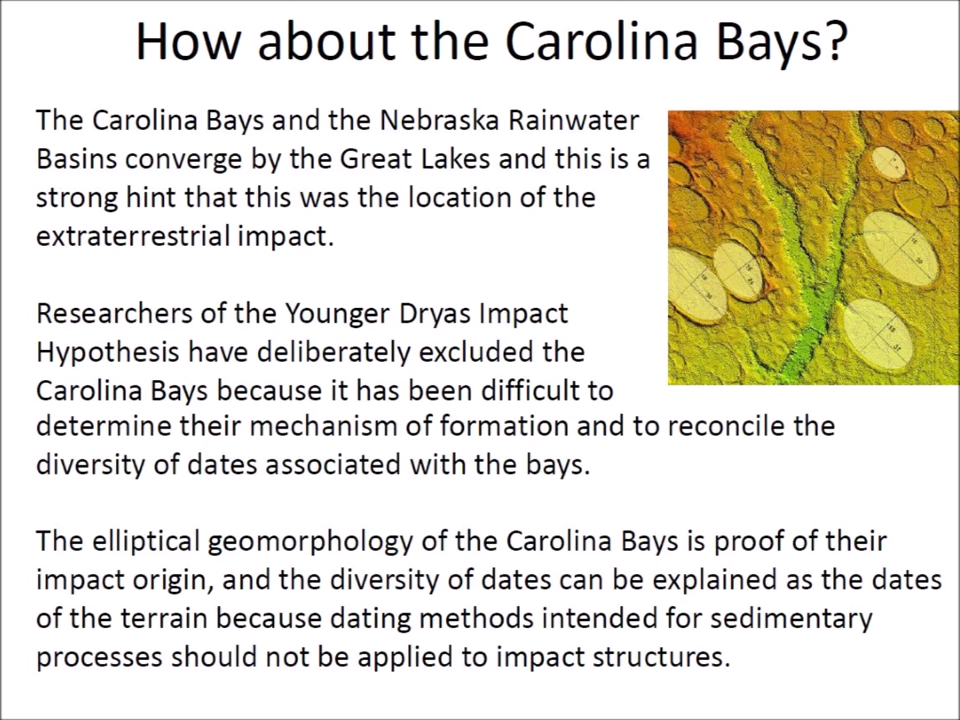 How about the Carolina Bays?
The Carolina Bays and the Nebraska Rainwater
Basins converge by the Great Lakes and this is a
strong hint that this was the location of the
extraterrestrial impact.
Researchers of the Younger Dryas Impact
Hypothesis have deliberately excluded the
Carolina Bays because it has been difficult to
determine their mechanism of formation and to reconcile the
diversity of dates associated with the bays.
The elliptical geomorphology of the Carolina Bays is proof of their
impact origin, and the diversity of dates can be explained as the dates
of the terrain because dating methods intended for sedimentary
processes should not be applied to impact structures.